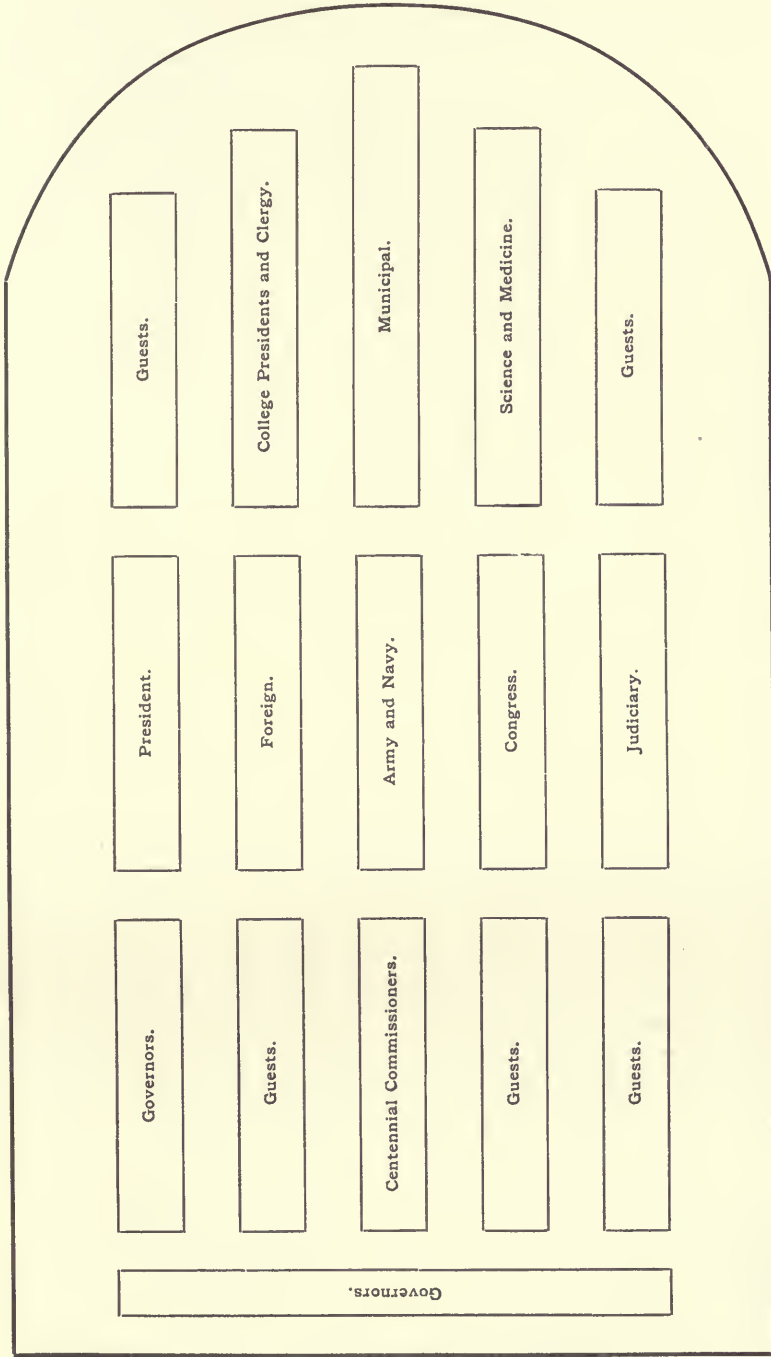 Guests.
College Presidents and Clergy.
Municipal.
Science and Medicine.
Guests.
President.
Foreign.
Army and Navy.
Congress.
Judiciary.
Governors.
Guests.
Centennial Commissioners.
Guests.
Guests.
Governors.